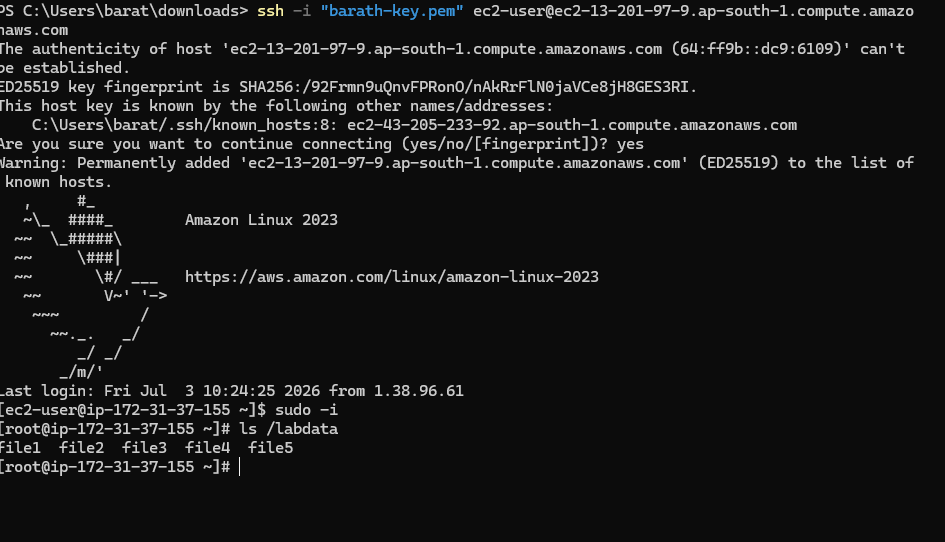 PS C:\Users\barat\downloads> ssh -i "barath-key.pem" ec2-user@ec2-13-201-97-9.ap-south-1.compute.amazo
naws.com
The authenticity of host 'ec2-13-201-97-9.ap-south-1.compute.amazonaws.com (64:ff9b::dc9:6109)' can't
be established.
ED25519 key fingerprint is SHA256:/92Frmn9uQnvFPRonO/nAkRrFlN0jaVCe8jH8GES3RI.
This host key is known by the following other names/addresses:
    C:\Users\barat/.ssh/known_hosts:8: ec2-43-205-233-92.ap-south-1.compute.amazonaws.com
Are you sure you want to continue connecting (yes/no/[fingerprint])? yes
Warning: Permanently added 'ec2-13-201-97-9.ap-south-1.compute.amazonaws.com' (ED25519) to the list of
 known hosts.
   ,     #_
   ~\_  ####_        Amazon Linux 2023
  ~~  \_#####\
  ~~     \###|
  ~~       \#/ ___   https://aws.amazon.com/linux/amazon-linux-2023
   ~~       V~' '->
    ~~~         /
      ~~._.   _/
         _/ _/
       _/m/'
Last login: Fri Jul  3 10:24:25 2026 from 1.38.96.61
[ec2-user@ip-172-31-37-155 ~]$ sudo -i
[root@ip-172-31-37-155 ~]# ls /labdata
file1  file2  file3  file4  file5
[root@ip-172-31-37-155 ~]#